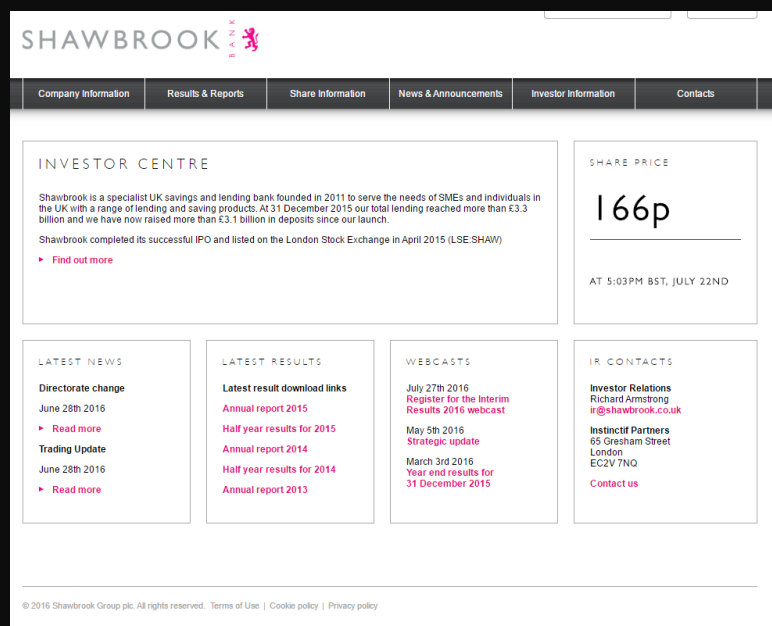 SHAWBROOK BANK
Company Information
Results & Reports
Share Information
News & Announcements
Investor Information
Contacts
INVESTOR CENTRE
Shawbrook is a specialist UK savings and lending bank founded in 2011 to serve the needs of SMEs and individuals in
the UK with a range of lending and saving products. At 31 December 2015 our total lending reached more than £3.3
billion and we have now raised more than £3.1 billion in deposits since our launch.
Shawbrook completed its successful IPO and listed on the London Stock Exchange in April 2015 (LSE:SHAW)
Find out more
SHARE PRICE
166p
AT 5:03PM BST, JULY 22ND
LATEST NEWS
Directorate change
June 28th 2016
Read more
Trading Update
June 28th 2016
Read more
LATEST RESULTS
Latest result download links
Annual report 2015
Half year results for 2015
Annual report 2014
Half year results for 2014
Annual report 2013
WEBCASTS
July 27th 2016
Register for the Interim
Results 2016 webcast
May 5th 2016
Strategic update
March 3rd 2016
Year end results for
31 December 2015
IR CONTACTS
Investor Relations
Richard Armstrong
ir@shawbrook.co.uk
Instinctif Partners
65 Gresham Street
London
EC2V 7NQ
Contact us
© 2016 Shawbrook Group plc. All rights reserved. Terms of Use | Cookie policy | Privacy policy